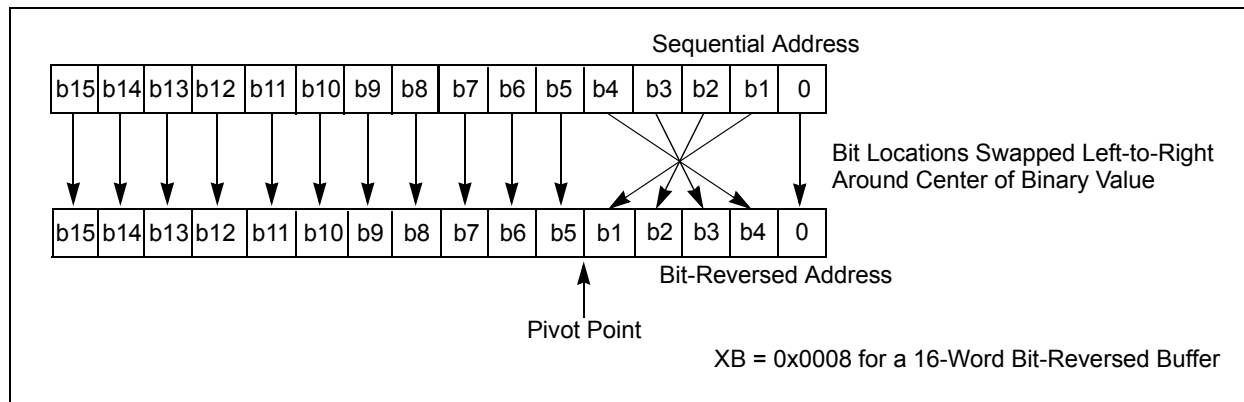 Sequential Address
b15 b14 b13 b12 b11 b10 b9 b8 b7 b6 b5 b4 b3 b2 b1 0
Bit Locations Swapped Left-to-Right
Around Center of Binary Value
b15 b14 b13 b12 b11 b10 b9 b8 b7 b6 b5 b1 b2 b3 b4 0
Bit-Reversed Address
Pivot Point
XB = 0x0008 for a 16-Word Bit-Reversed Buffer